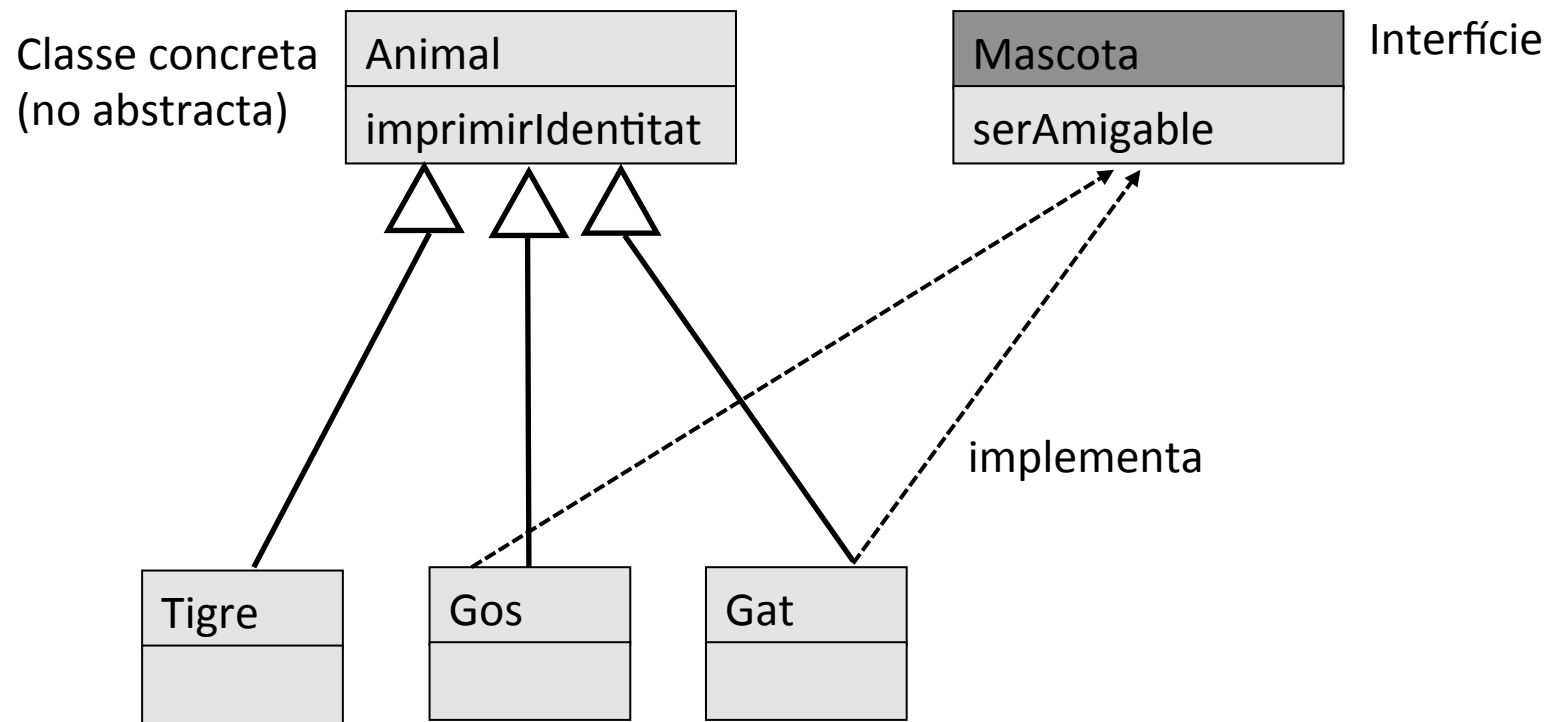 Classe concreta
(no abstracta)
Animal
imprimirIdentitat
Mascota
serAmigable
Interfície
implementa
Tigre
Gos
Gat